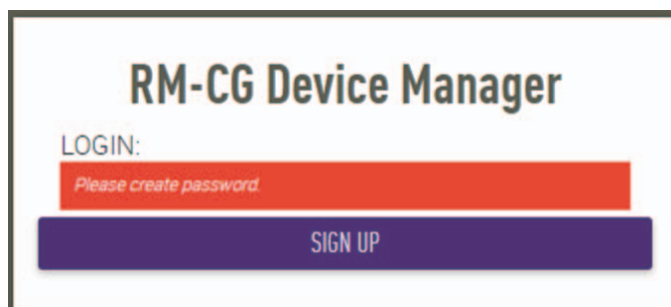 RM-CG Device Manager
LOGIN:
Please create password.
SIGN UP